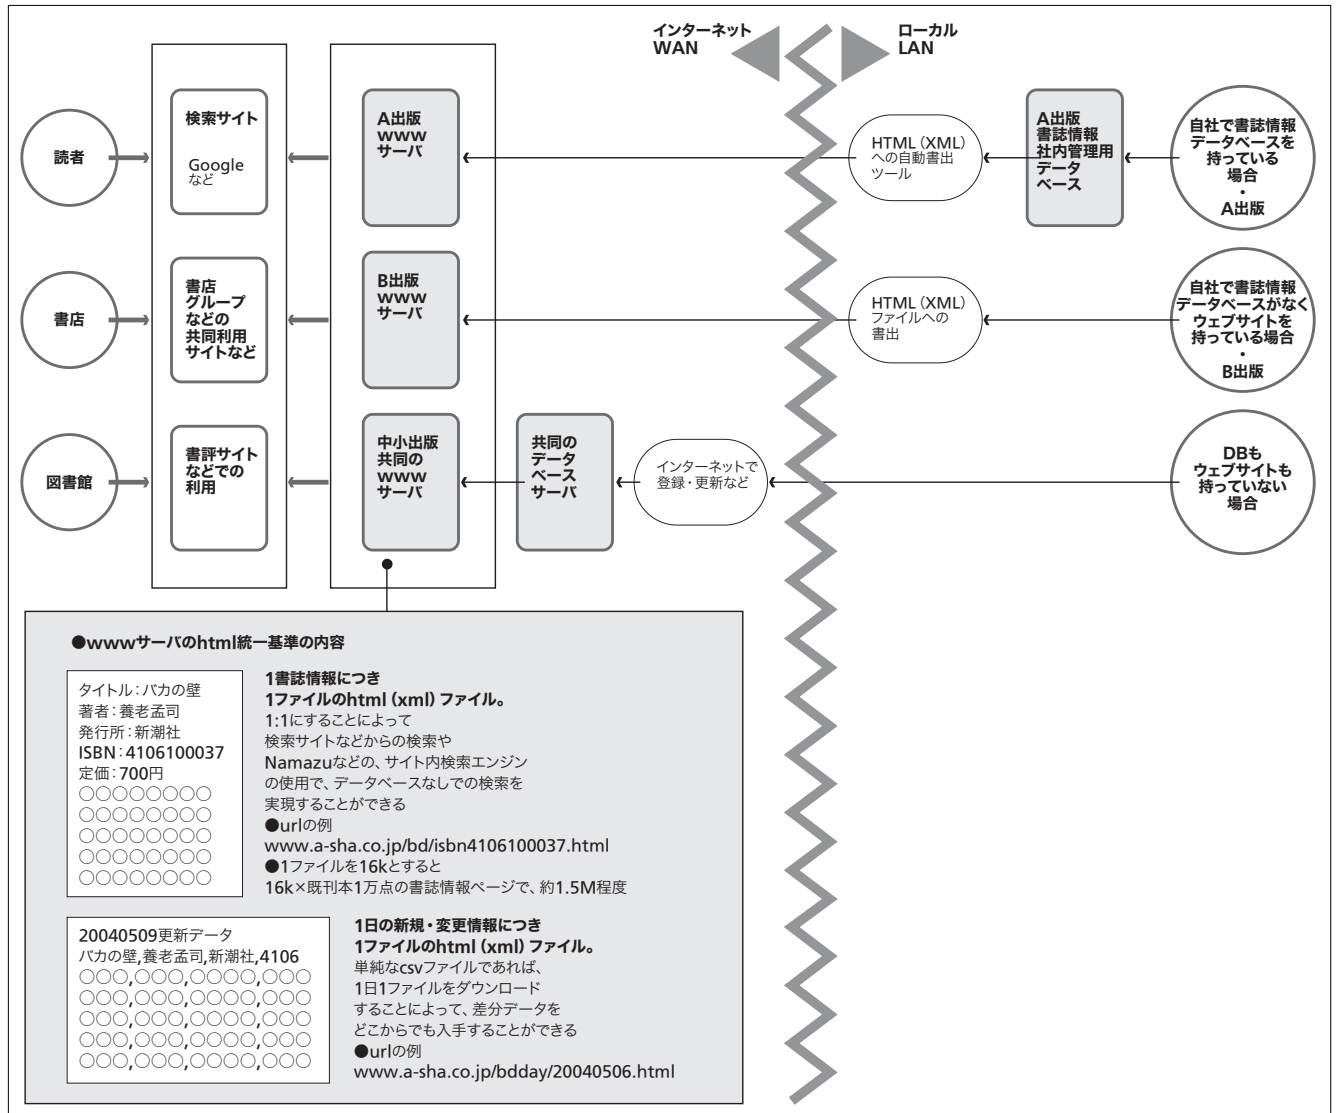 インターネット
WAN
ローカル
LAN
読者
検索サイト
Google
など
A出版
www
サーバ
HTML（XML）
への自動書出
ツール
A出版
書誌情報
社内管理用
データ
ベース
自社で書誌情報
データベースを
持っている
場合
・
A出版
書店
書店
グループ
などの
共同利用
サイトなど
B出版
www
サーバ
HTML（XML）
ファイルへの
書出
自社で書誌情報
データベースがなく
ウェブサイトを
持っている場合
・
B出版
図書館
書評サイト
などでの
利用
中小出版
共同の
www
サーバ
共同の
データ
ベース
サーバ
インターネットで
登録・更新など
DBも
ウェブサイトも
持っていない
場合
●wwwサーバのhtml統一基準の内容
タイトル：バカの壁
著者：養老孟司
発行所：新潮社
ISBN：4106100037
定価：700円
○○○○○○○○
○○○○○○○○
○○○○○○○○
○○○○○○○○
○○○○○○○○
1書誌情報につき
1ファイルのhtml（xml）ファイル。
1:1にすることによって
検索サイトなどからの検索や
Namazuなどの、サイト内検索エンジン
の使用で、データベースなしでの検索を
実現することができる
●urlの例
www.a-sha.co.jp/bd/isbn4106100037.html
●1ファイルを16kとすると
16k×既刊本1万点の書誌情報ページで、約1.5M程度
20040509更新データ
バカの壁,養老孟司,新潮社,4106
○○○,○○○,○○○○,○○○
○○○,○○○,○○○○,○○○
○○○,○○○,○○○○,○○○
○○○,○○○,○○○○,○○○
○○○,○○○,○○○○,○○○
1日の新規・変更情報につき
1ファイルのhtml（xml）ファイル。
単純なcsvファイルであれば、
1日1ファイルをダウンロード
することによって、差分データを
どこからでも入手することができる
●urlの例
www.a-sha.co.jp/bdday/20040506.html